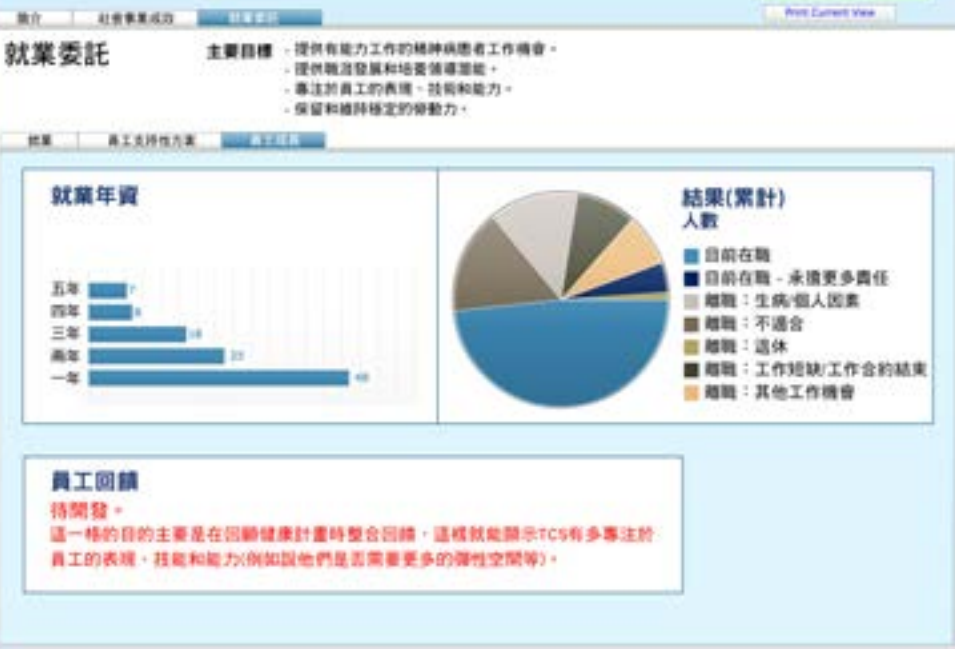 簡介
社會事業成效
就業委託
Print Current View
就業委託
主要目標
- 提供有能力工作的精神病患者工作機會。
- 提供職涯發展和培養領導潛能。
- 專注於員工的表現、技術和能力。
- 保留和維持穩定的勞動力。
就業
員工支持性方案
員工成長
就業年資
五年 7
四年 8
三年 18
兩年
一年 48
結果(累計)
人數
目前在職
目前在職 - 承擔更多責任
離職：生病/個人因素
離職：不適合
離職：退休
離職：工作短缺/工作合約結束
離職：其他工作機會
員工回饋
待開發。
這一格的目的主要是在回顧健康計畫時整合回饋，這樣就能顯示TCS有多專注於
員工的表現、技能和能力(例如說他們是否需要更多的彈性空間等)。